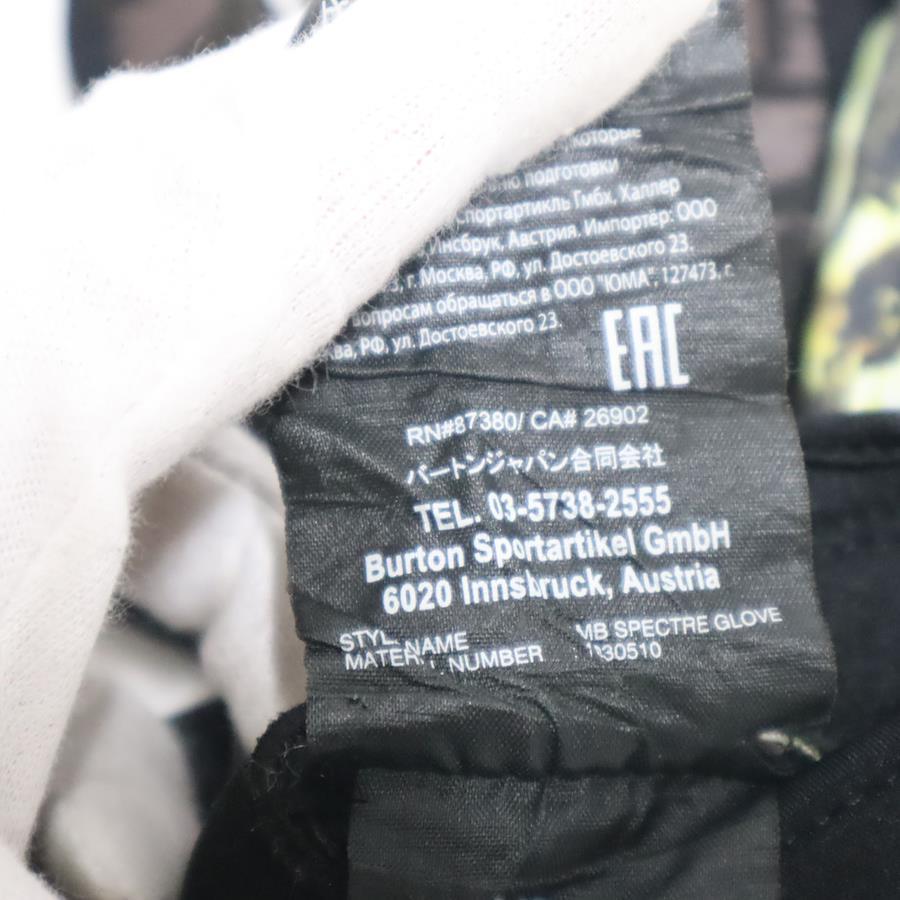 которые
подготовки
спортартикль Гмбх, Халлер
Инсбрук, Австрия. Импортер: ООО
г. Москва, РФ, ул. Достоевского 23.
вопросам обращаться в ООО "ЮМА", 127473, г.
РФ, ул. Достоевского 23.
EAC
RN#87380/ CA# 26902
バートンジャパン合同会社
TEL. 03-5738-2555
Burton Sportartikel GmbH
6020 Innsbruck, Austria
NAME MB SPECTRE GLOVE
NUMBER